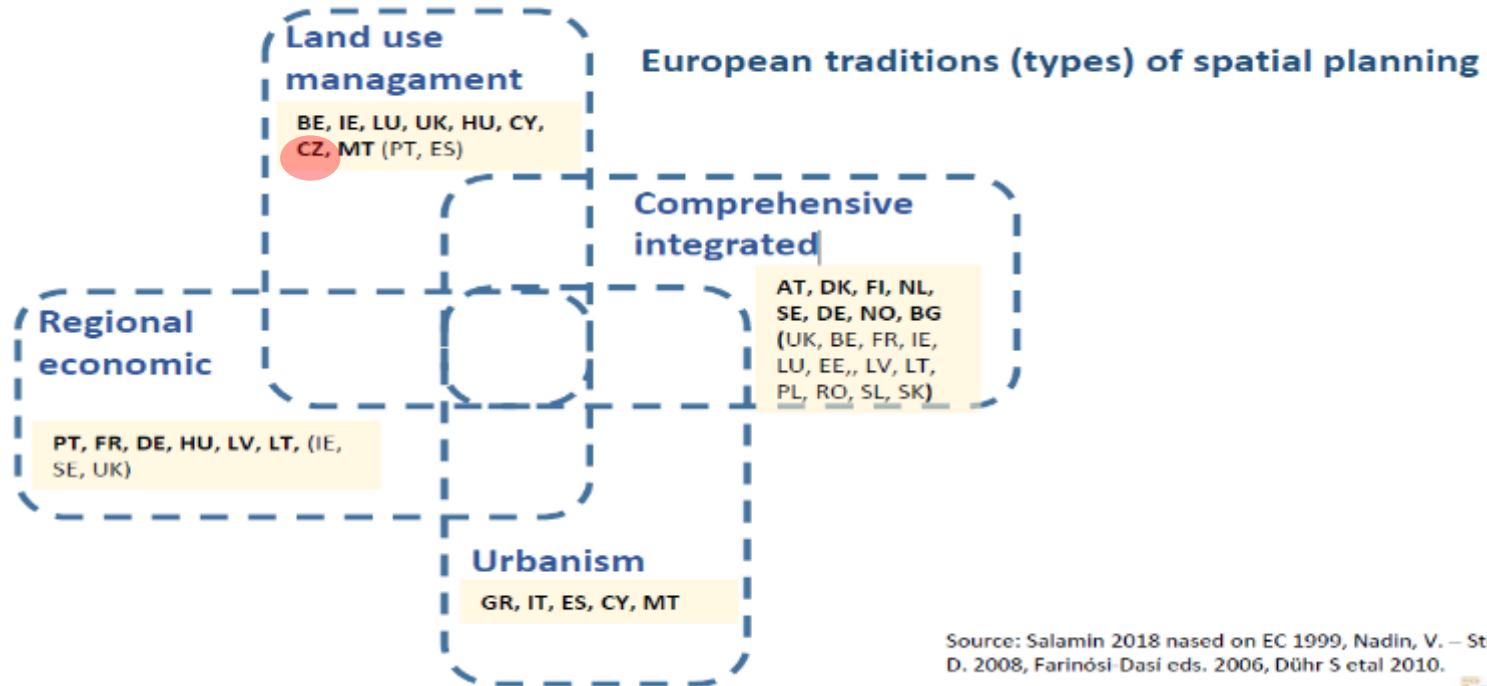 Land use
managament
European traditions (types) of spatial planning
BE, IE, LU, UK, HU, CY,
CZ, MT (PT, ES)
Comprehensive
integrated
AT, DK, FI, NL,
SE, DE, NO, BG
(UK, BE, FR, IE,
LU, EE,, LV, LT,
PL, RO, SL, SK)
Regional
economic
PT, FR, DE, HU, LV, LT, (IE,
SE, UK)
Urbanism
GR, IT, ES, CY, MT
Source: Salamin 2018 nased on EC 1999, Nadin, V. – St
D. 2008, Farinósi-Dasí eds. 2006, Dühr S etal 2010.